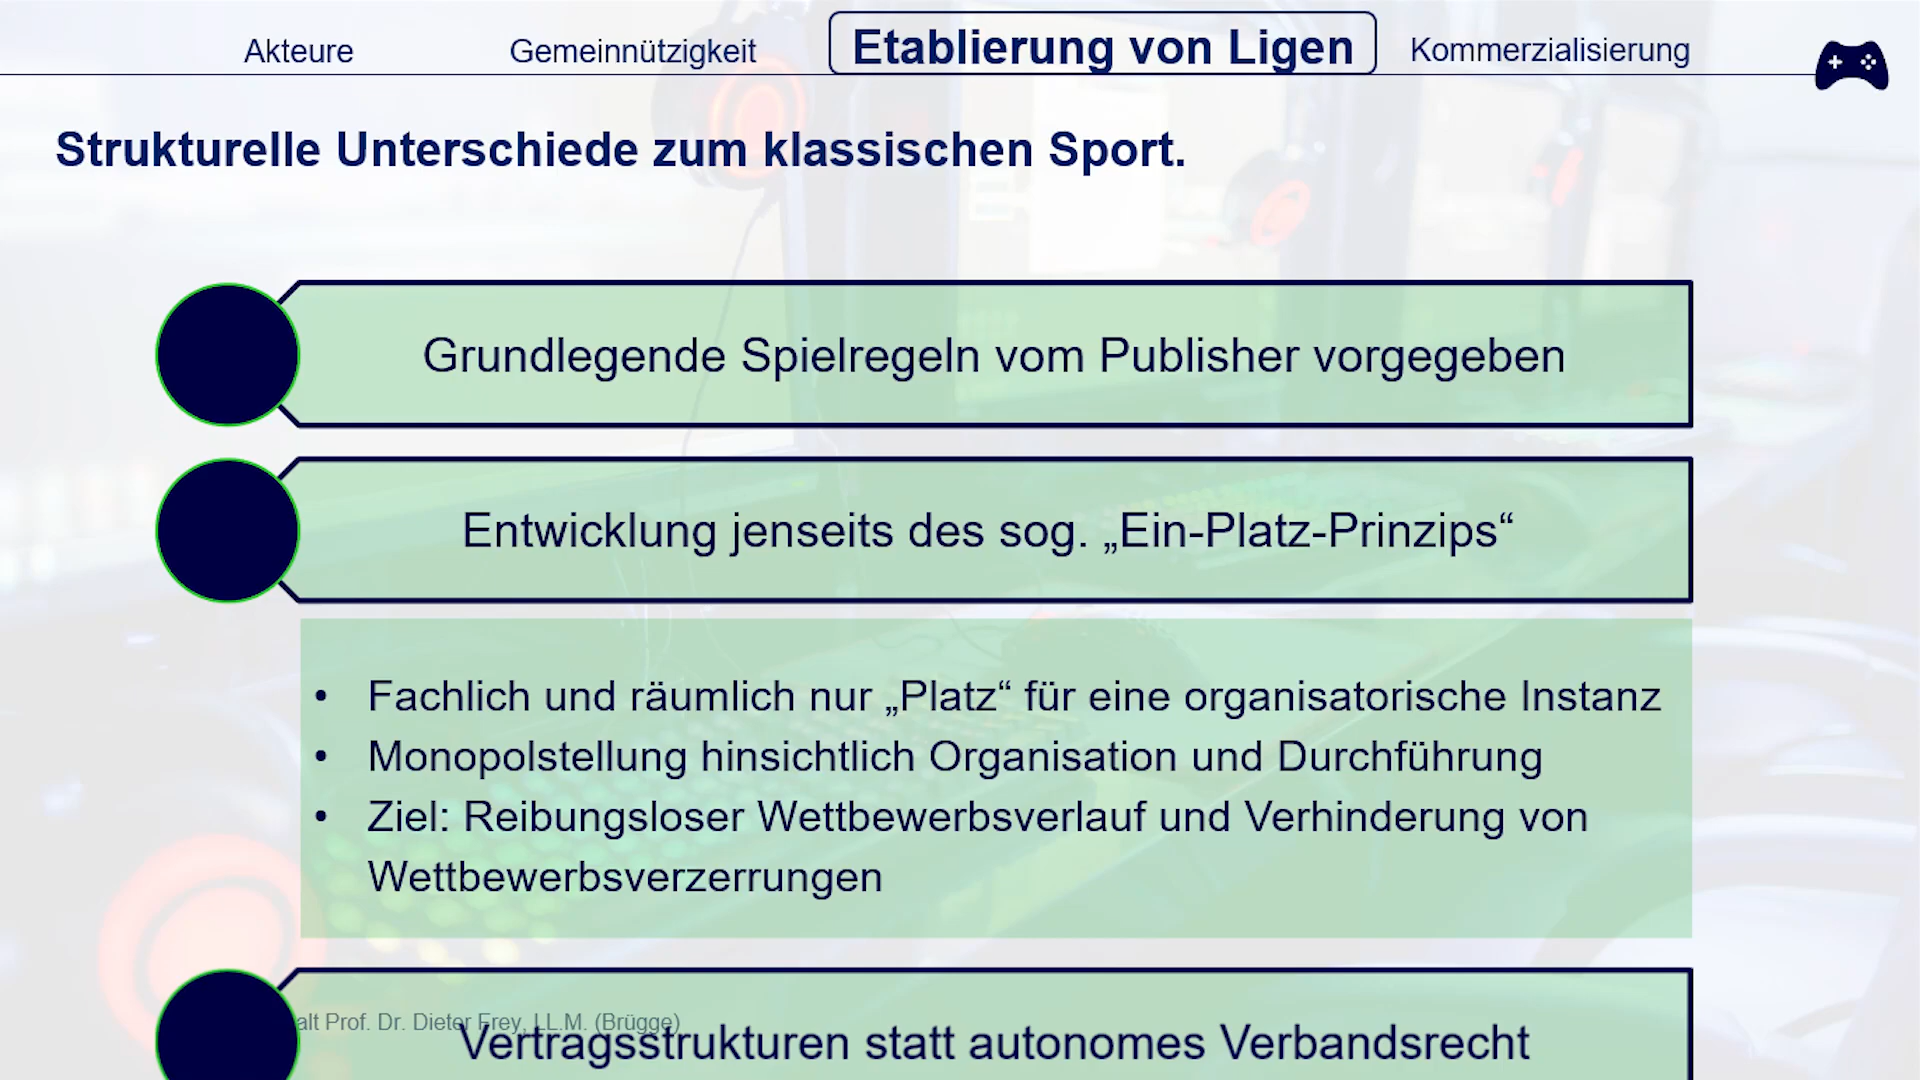 Akteure
Gemeinnützigkeit
Etablierung von Ligen
Kommerzialisierung
Strukturelle Unterschiede zum klassischen Sport.
Grundlegende Spielregeln vom Publisher vorgegeben
Entwicklung jenseits des sog. „Ein-Platz-Prinzips“
• Fachlich und räumlich nur „Platz“ für eine organisatorische Instanz
• Monopolstellung hinsichtlich Organisation und Durchführung
• Ziel: Reibungsloser Wettbewerbsverlauf und Verhinderung von
Wettbewerbsverzerrungen
alt Prof. Dr. Dieter Frey, LL.M. (Brügge)
Vertragsstrukturen statt autonomes Verbandsrecht